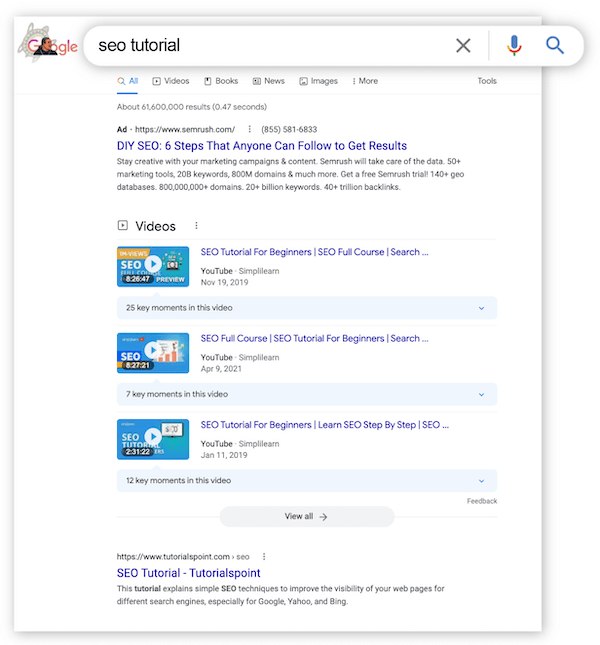 Google
seo tutorial
All Videos Books News Images More Tools
About 61,600,000 results (0.47 seconds)
Ad · https://www.semrush.com/ (855) 581-6833
DIY SEO: 6 Steps That Anyone Can Follow to Get Results
Stay creative with your marketing campaigns & content. Semrush will take care of the data. 50+
marketing tools, 20B keywords, 800M domains & much more. Get a free Semrush trial! 140+ geo
databases. 800,000,000+ domains. 20+ billion keywords. 40+ trillion backlinks.
Videos
SEO Tutorial For Beginners | SEO Full Course | Search ...
1M+VIEWS
SEO
FULL COURSE
8:26:47 PREVIEW
YouTube · Simplilearn
Nov 19, 2019
25 key moments in this video
SEO Full Course | SEO Tutorial For Beginners | Search ...
SEO
8:27:21
YouTube · Simplilearn
Apr 9, 2021
7 key moments in this video
SEO Tutorial For Beginners | Learn SEO Step By Step | SEO ...
SEO
TUTORIAL
2:31:22
YouTube · Simplilearn
Jan 11, 2019
12 key moments in this video
Feedback
View all
https://www.tutorialspoint.com › seo
SEO Tutorial - Tutorialspoint
This tutorial explains simple SEO techniques to improve the visibility of your web pages for
different search engines, especially for Google, Yahoo, and Bing.